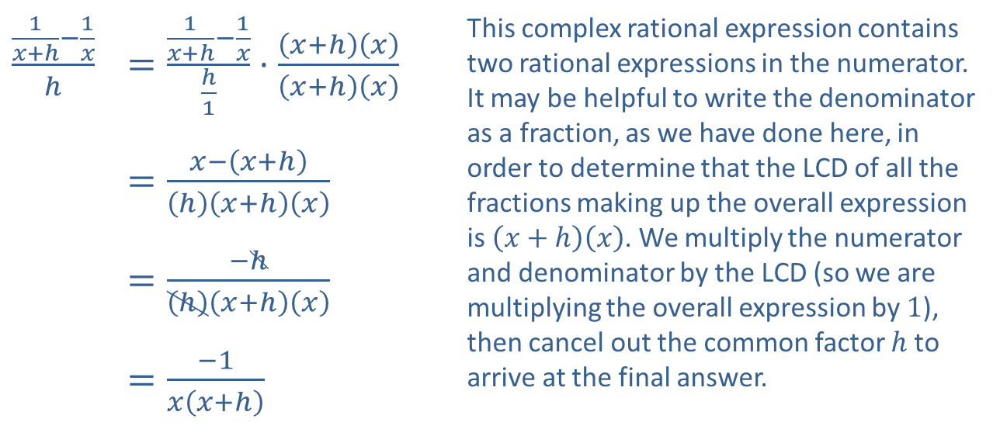 $\frac{\frac{1}{x+h}-\frac{1}{x}}{h} = \frac{\frac{1}{x+h}-\frac{1}{x}}{\frac{h}{1}} \cdot \frac{(x+h)(x)}{(x+h)(x)}$
$= \frac{x-(x+h)}{(h)(x+h)(x)}$
$= \frac{-\cancel{h}}{\cancel{(h)}(x+h)(x)}$
$= \frac{-1}{x(x+h)}$
This complex rational expression contains
two rational expressions in the numerator.
It may be helpful to write the denominator
as a fraction, as we have done here, in
order to determine that the LCD of all the
fractions making up the overall expression
is $(x + h)(x)$. We multiply the numerator
and denominator by the LCD (so we are
multiplying the overall expression by 1),
then cancel out the common factor $h$ to
arrive at the final answer.